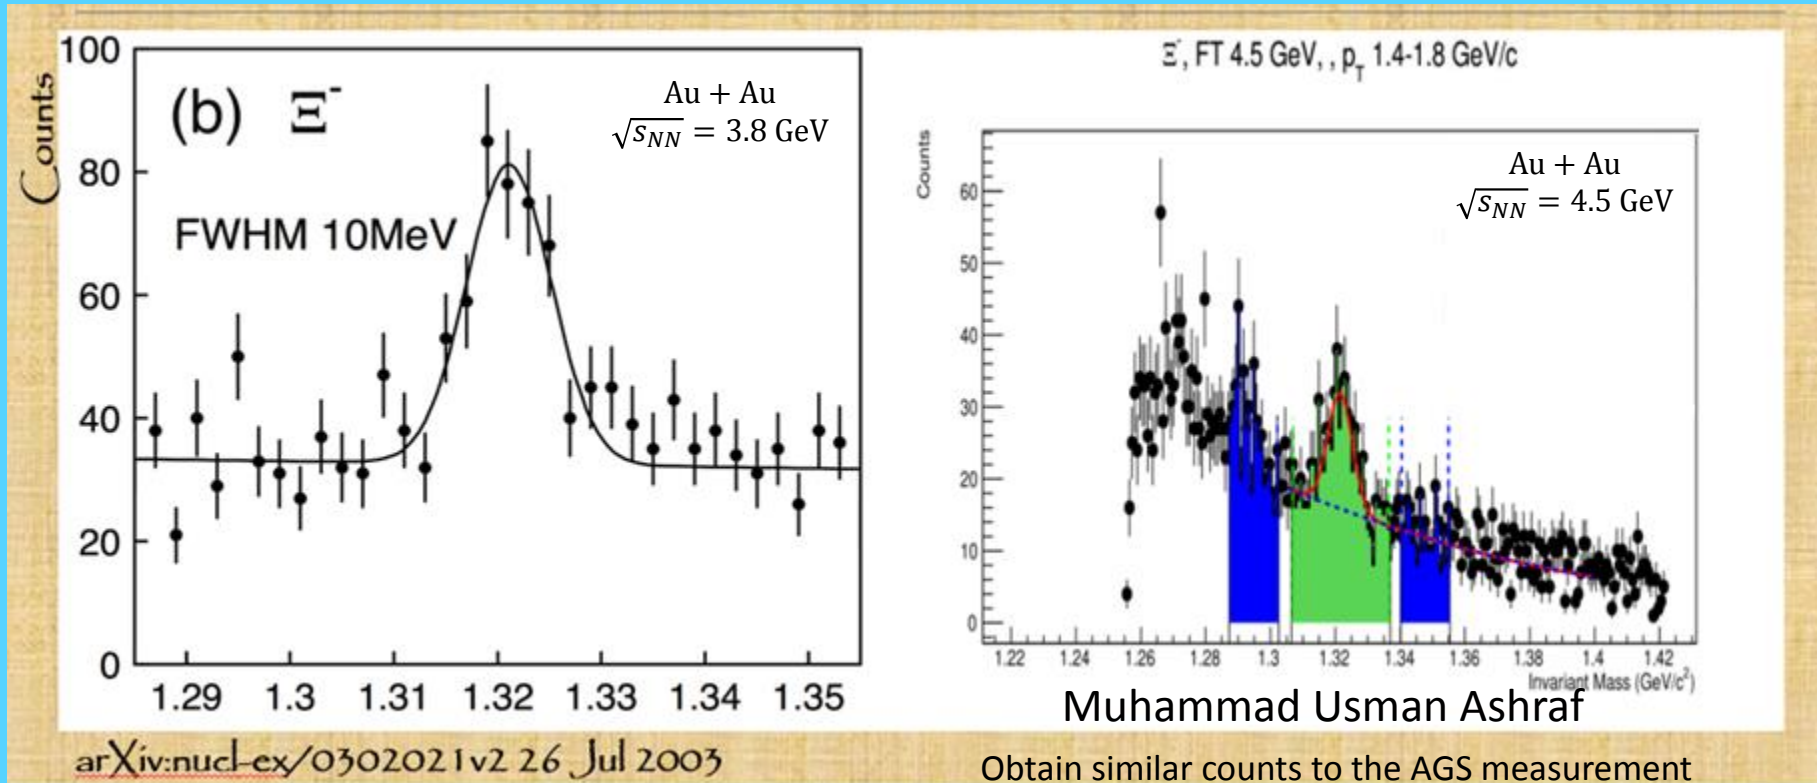 Counts
100
80
60
40
20
0
(b) Ξ⁻
FWHM 10MeV
Au + Au
√sNN = 3.8 GeV
1.29 1.3 1.31 1.32 1.33 1.34 1.35
arXiv:nucl-ex/0302021v2 26 Jul 2003
Ξ⁻, FT 4.5 GeV, , pT 1.4-1.8 GeV/c
Counts
60
50
40
30
20
10
0
Au + Au
√sNN = 4.5 GeV
1.22 1.24 1.26 1.28 1.3 1.32 1.34 1.36 1.38 1.4 1.42
Invariant Mass (GeV/c²)
Muhammad Usman Ashraf
Obtain similar counts to the AGS measurement